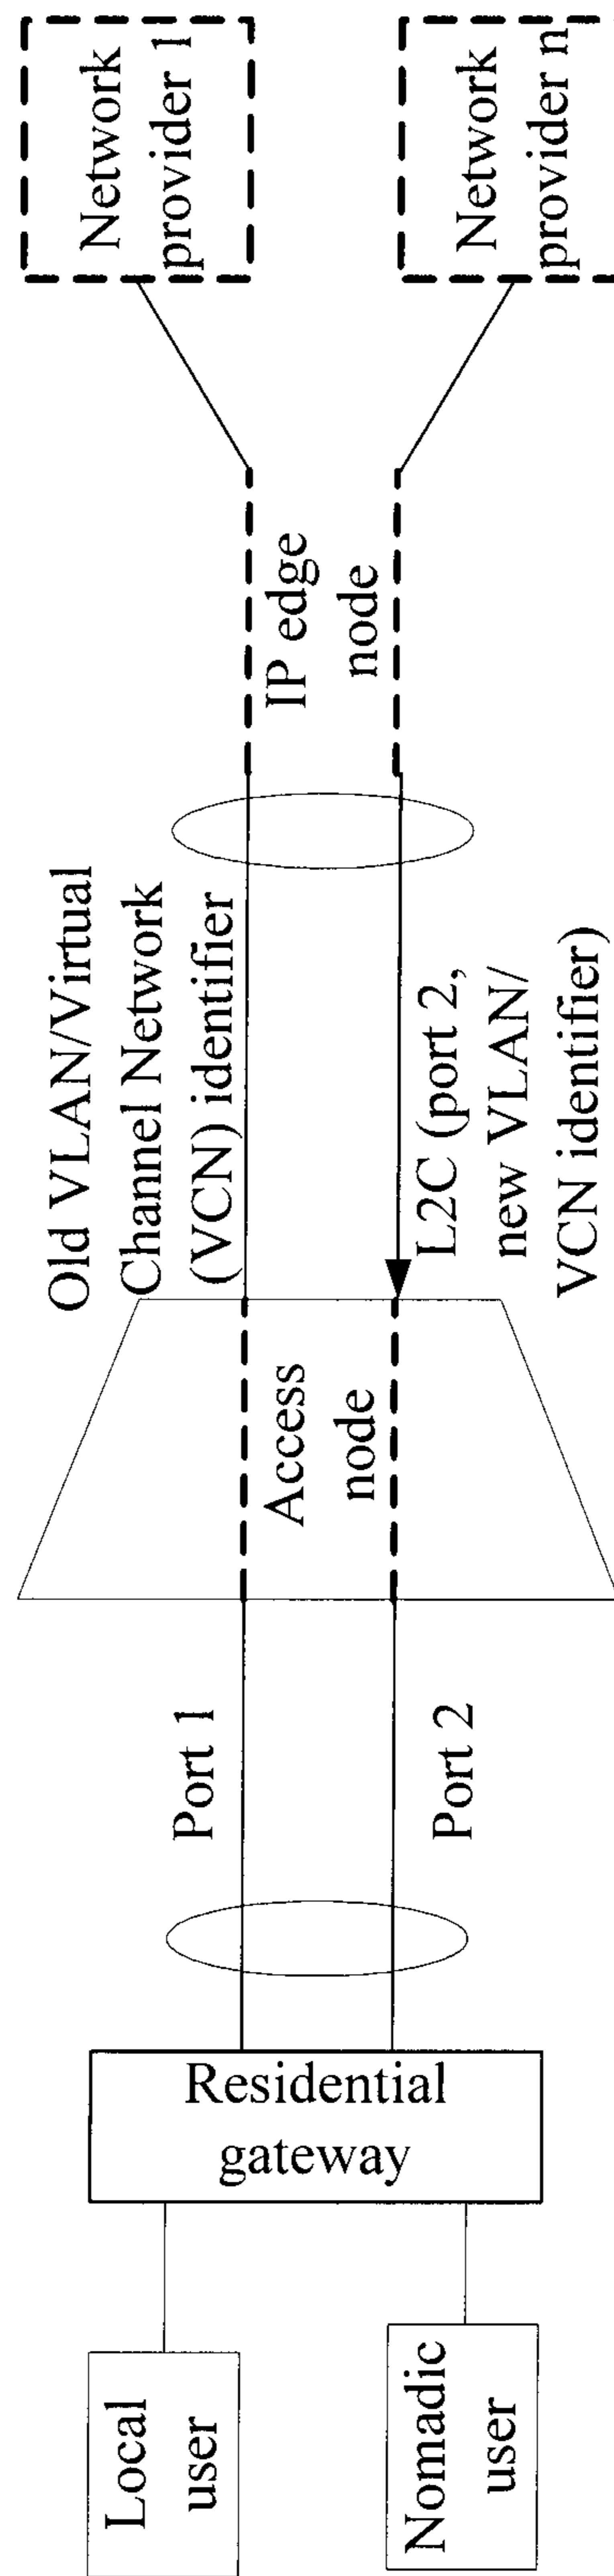 Local
user
Nomadic
user
Residential
gateway
Port 1
Port 2
Access
node
Old VLAN/Virtual
Channel Network
(VCN) identifier
L2C (port 2,
new VLAN/
VCN identifier)
IP edge
node
Network
provider 1
Network
provider n